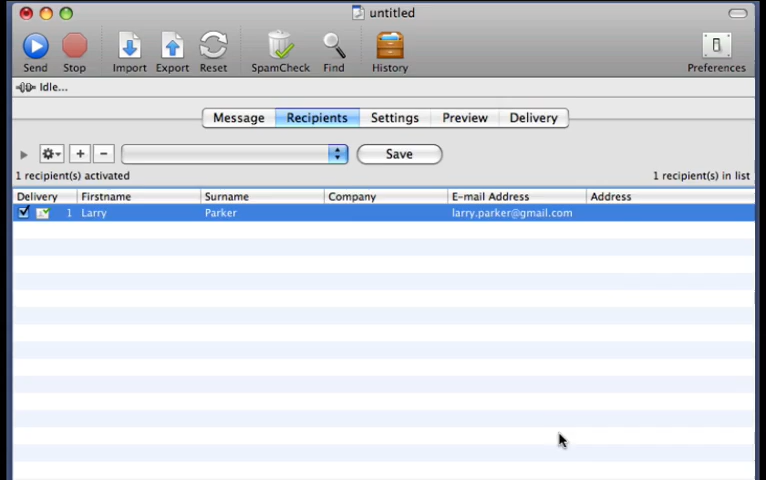 untitled
Send Stop Import Export Reset SpamCheck Find History Preferences
Idle...
Message Recipients Settings Preview Delivery
Save
1 recipient(s) activated 1 recipient(s) in list
Delivery Firstname Surname Company E-mail Address Address
1 Larry Parker larry.parker@gmail.com